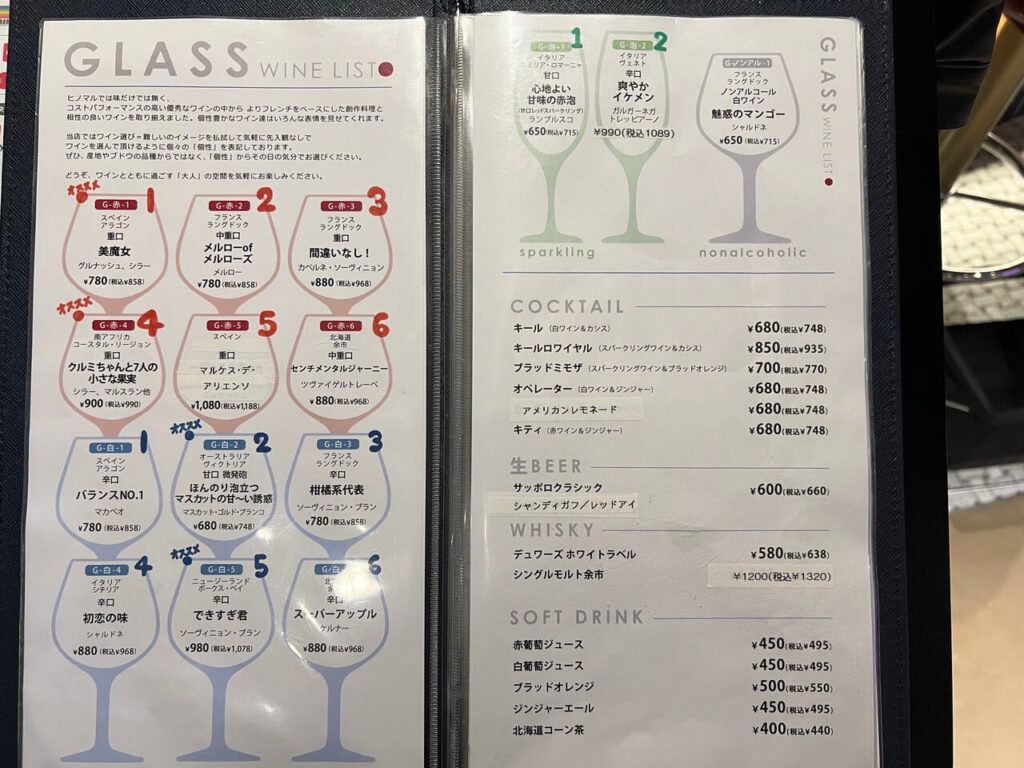 GLASS WINE LIST
ヒノマルでは味だけでは無く、
コストパフォーマンスの高い優秀なワインの中から よりフレンチをベースにした創作料理と
相性の良いワインを取り揃えました。個性豊かなワイン達はいろんな表情を見せてくれます。
当店ではワイン選び＝難しいのイメージを払拭して気軽に先入観なしで
ワインを選んで頂けるように個々の「個性」を表記しております。
ぜひ、産地やブドウの品種からではなく、「個性」からその日の気分でお選びください。
どうぞ、ワインとともに過ごす「大人」の空間を気軽にお楽しみください。
オススメ
G-赤-1 1
スペイン
アラゴン
重口
美魔女
グルナッシュ、シラー
¥780(税込¥858)
G-赤-2 2
フランス
ラングドック
中重口
メルローof
メルローズ
メルロー
¥780(税込¥858)
G-赤-3 3
フランス
ラングドック
重口
間違いなし！
カベルネ・ソーヴィニョン
¥880(税込¥968)
オススメ
G-赤-4 4
南アフリカ
コースタル・リージョン
重口
クルミちゃんと7人の
小さな果実
シラー、マルスラン他
¥900(税込¥990)
G-赤-5 5
スペイン
重口
マルケス・デ・
アリエンソ
¥1,080(税込¥1,188)
G-赤-6 6
北海道
余市
中重口
センチメンタルジャーニー
ツヴァイゲルトレーベ
¥880(税込¥968)
G-白-1 1
スペイン
アラゴン
辛口
バランスNO.1
マカベオ
¥780(税込¥858)
オススメ
G-白-2 2
オーストラリア
ヴィクトリア
甘口 微発砲
ほんのり泡立つ
マスカットの甘〜い誘惑
マスカット・ゴルド・ブランコ
¥680(税込¥748)
G-白-3 3
フランス
ラングドック
辛口
柑橘系代表
ソーヴィニョン・ブラン
¥780(税込¥858)
G-白-4 4
イタリア
シチリア
辛口
初恋の味
シャルドネ
¥880(税込¥968)
オススメ
G-白-5 5
ニュージーランド
ホークス・ベイ
辛口
できすぎ君
ソーヴィニョン・ブラン
¥980(税込¥1,078)
6
辛口
スーパーアップル
ケルナー
¥880(税込¥968)
G-泡-1 1
イタリア
エミリア・ロマーニャ
甘口
心地よい
甘味の赤泡
(甘口レッドスパークリング)
ランブルスコ
¥650(税込¥715)
G-泡-2 2
イタリア
ヴェネト
辛口
爽やか
イケメン
ガルガーネガ
トレッビアーノ
¥990(税込1089)
sparkling
G-ノンアル-1
フランス
ラングドック
ノンアルコール
白ワイン
魅惑のマンゴー
シャルドネ
¥650(税込¥715)
nonalcoholic
GLASS WINE LIST
COCKTAIL
キール（白ワイン＆カシス） ¥680(税込¥748)
キールロワイヤル（スパークリングワイン＆カシス） ¥850(税込¥935)
ブラッドミモザ（スパークリングワイン＆ブラッドオレンジ） ¥700(税込¥770)
オペレーター（白ワイン＆ジンジャー） ¥680(税込¥748)
アメリカンレモネード ¥680(税込¥748)
キティ（赤ワイン＆ジンジャー） ¥680(税込¥748)
生BEER
サッポロクラシック ¥600(税込¥660)
シャンディガフ／レッドアイ
WHISKY
デュワーズ ホワイトラベル ¥580(税込¥638)
シングルモルト余市 ¥1200(税込¥1320)
SOFT DRINK
赤葡萄ジュース ¥450(税込¥495)
白葡萄ジュース ¥450(税込¥495)
ブラッドオレンジ ¥500(税込¥550)
ジンジャーエール ¥450(税込¥495)
北海道コーン茶 ¥400(税込¥440)